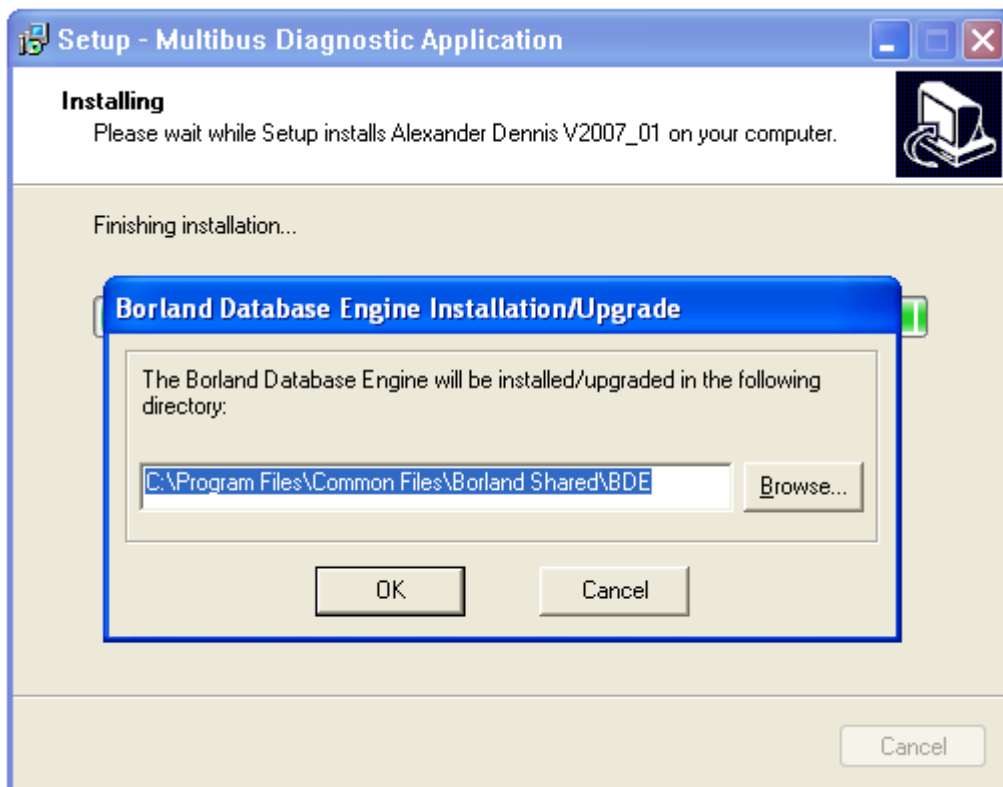 Setup - Multibus Diagnostic Application
Installing
Please wait while Setup installs Alexander Dennis V2007_01 on your computer.
Finishing installation...
Borland Database Engine Installation/Upgrade
The Borland Database Engine will be installed/upgraded in the following
directory:
C:\Program Files\Common Files\Borland Shared\BDE
Browse...
OK
Cancel
Cancel